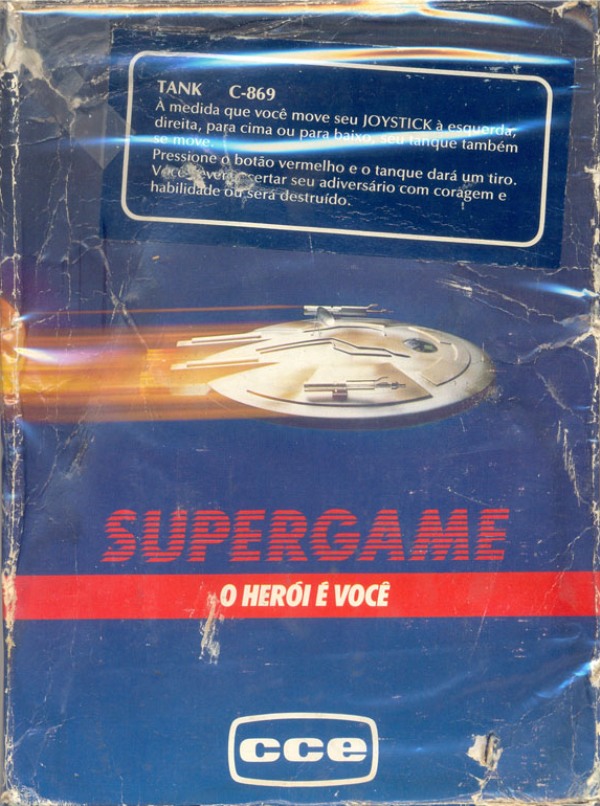 TANK C-869
À medida que você move seu JOYSTICK à esquerda,
direita, para cima ou para baixo, seu tanque também
se move.
Pressione o botão vermelho e o tanque dará um tiro.
Você acertar seu adiversário com coragem e
habilidade ou será destruído.
SUPERGAME
O HERÓI É VOCÊ
cce